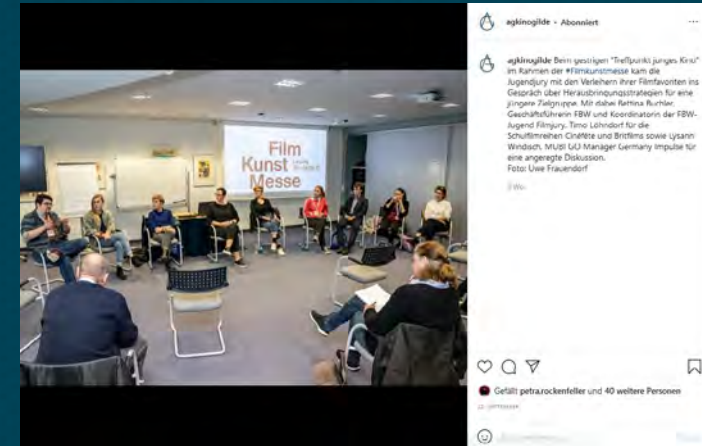 Film
Kunst
Messe
agkinogilde • Abonniert
agkinogilde Beim gestrigen "Treffpunkt junges Kino"
im Rahmen der #Filmkunstmesse kam die
Jugendjury mit den Verleihern ihrer Filmfavoriten ins
Gespräch über Herausbringungsstrategien für eine
jüngere Zielgruppe. Mit dabei Bettina Buchler,
Geschäftsführerin FBW und Koordinatorin der FBW-
Jugend Filmjury, Timo Löhndorf für die
Schulfilmreihen Cinéfête und Britfilms sowie Lysann
Windisch, MUBI GO Manager Germany Impulse für
eine angeregte Diskussion.
Foto: Uwe Frauendorf
Gefällt petra.rockenfeller und 40 weitere Personen